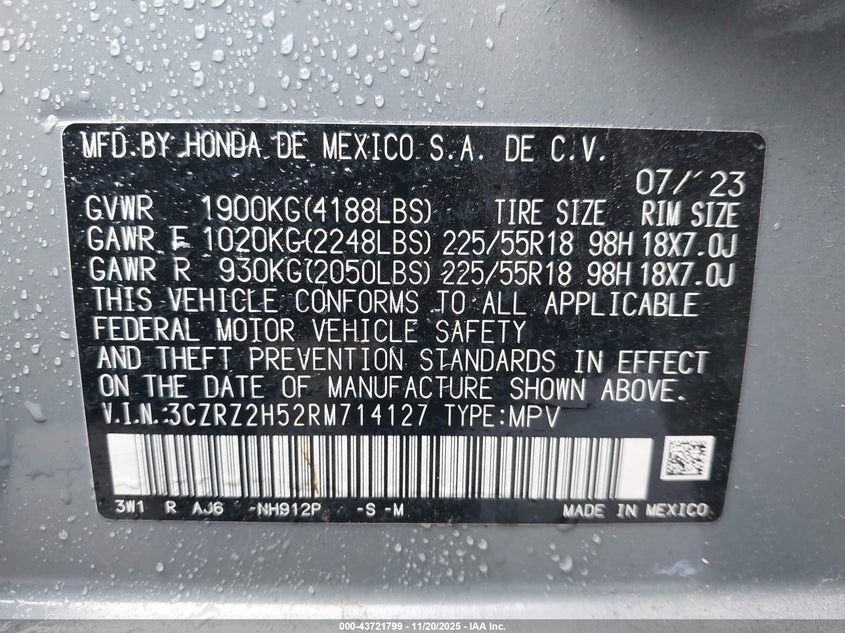 MFD. BY HONDA DE MEXICO S.A. DE C.V.
07/'23
GVWR 1900KG(4188LBS) TIRE SIZE RIM SIZE
GAWR F 1020KG(2248LBS) 225/55R18 98H 18X7.0J
GAWR R 930KG(2050LBS) 225/55R18 98H 18X7.0J
THIS VEHICLE CONFORMS TO ALL APPLICABLE
FEDERAL MOTOR VEHICLE SAFETY
AND THEFT PREVENTION STANDARDS IN EFFECT
ON THE DATE OF MANUFACTURE SHOWN ABOVE.
V.I.N.:3CZRZ2H52RM714127 TYPE:MPV
3W1 R AJ6 -NH912P -S -M MADE IN MEXICO
000-43721799 - 11/20/2025 - IAA Inc.